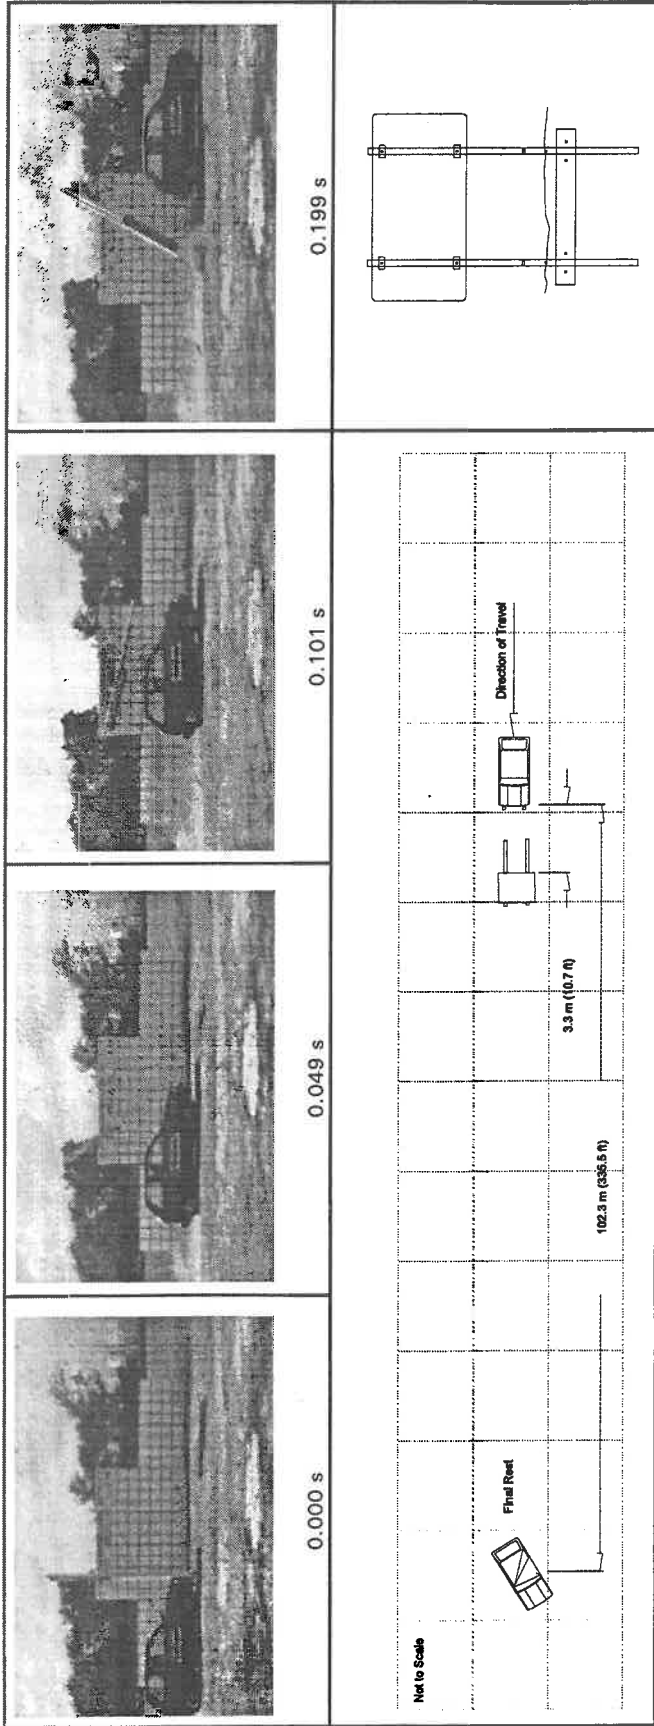 0.000 s
0.049 s
0.101 s
0.199 s
Not to Scale
Final Rest
Direction of Travel
3.3 m (10.7 ft)
102.3 m (335.5 ft)